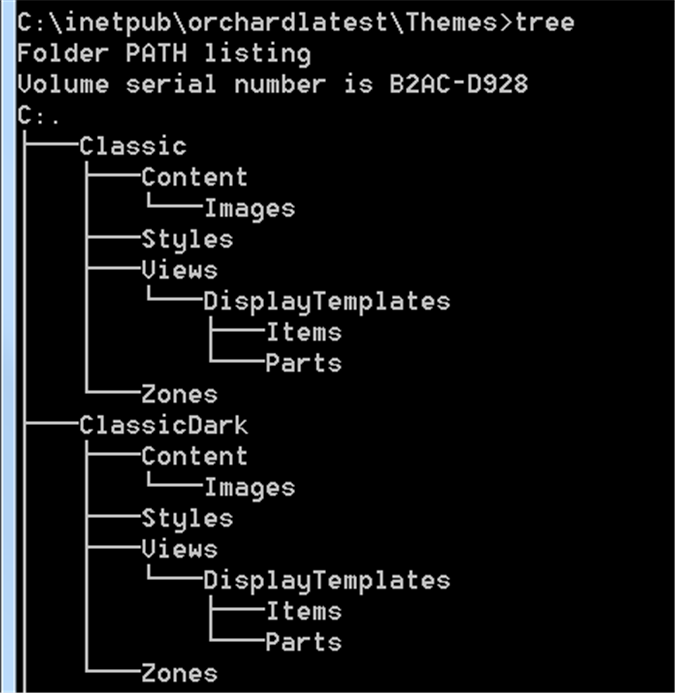 C:\inetpub\orchardlatest\Themes>tree
Folder PATH listing
Volume serial number is B2AC-D928
C:.
├───Classic
│   ├───Content
│   │   └───Images
│   ├───Styles
│   ├───Views
│   │   └───DisplayTemplates
│   │       ├───Items
│   │       └───Parts
│   └───Zones
├───ClassicDark
│   ├───Content
│   │   └───Images
│   ├───Styles
│   ├───Views
│   │   └───DisplayTemplates
│   │       ├───Items
│   │       └───Parts
│   └───Zones